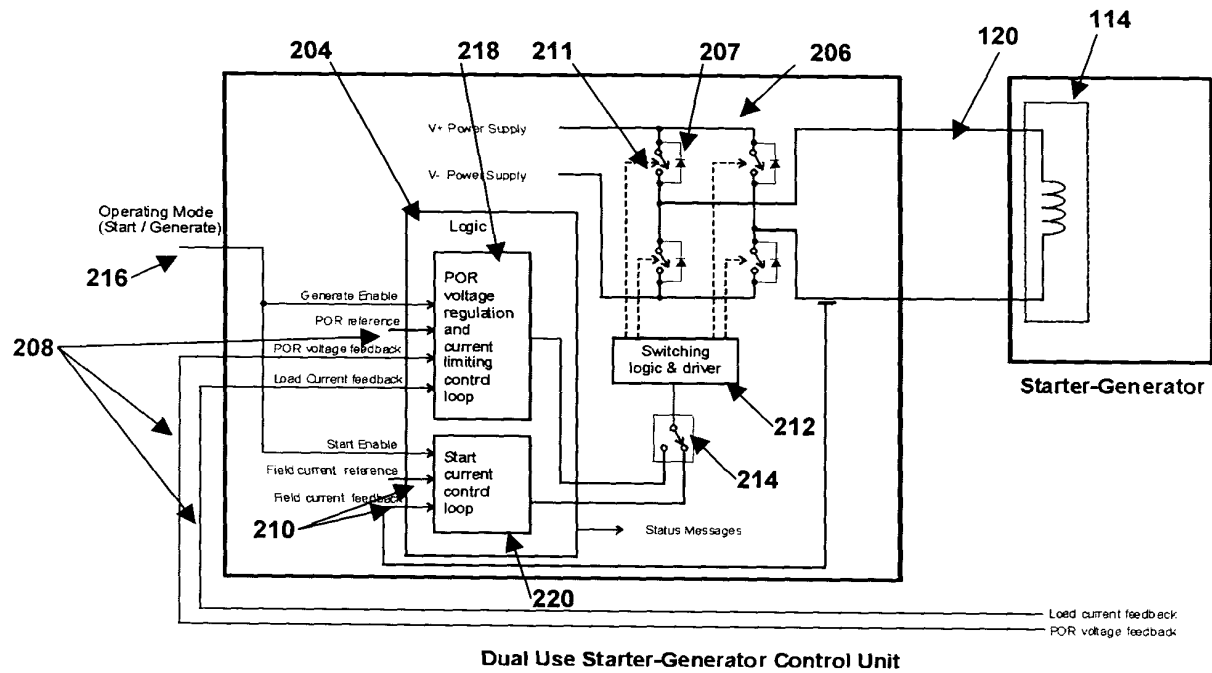 204
218
211
207
206
120
114
V+ Power Supply
V- Power Supply
Operating Mode
(Start / Generate)
216
Logic
POR
voltage
regulation
and
current
limiting
control
loop
Generate Enable
POR reference
POR voltage feedback
Load Current feedback
208
Switching
logic & driver
212
214
Starter-Generator
Start Enable
Field current reference
Field current feedback
210
Start
current
control
loop
Status Messages
220
Load current feedback
POR voltage feedback
Dual Use Starter-Generator Control Unit